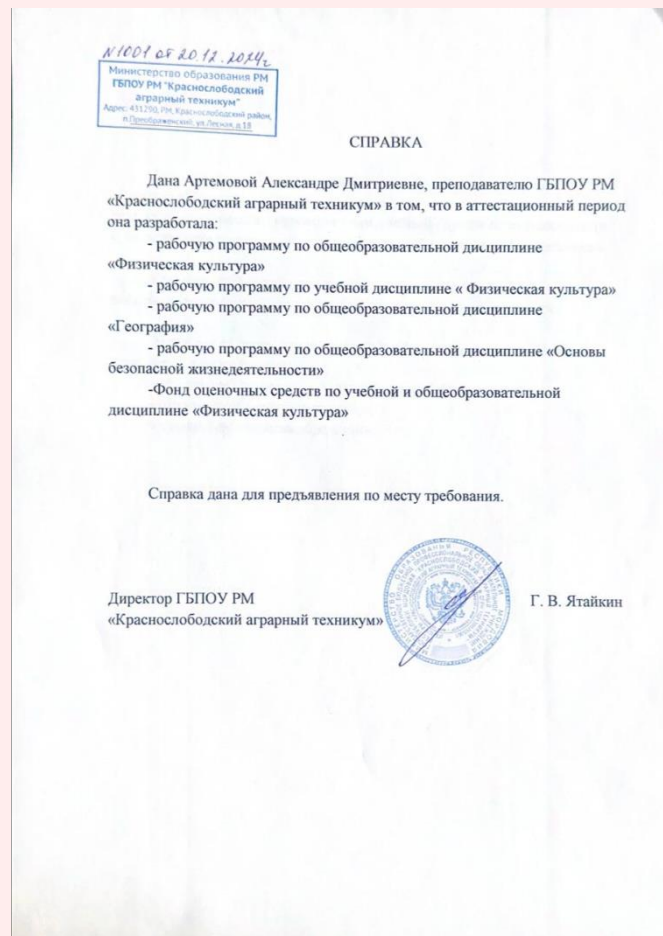 N1001 от 20.12.2024г
Министерство образования РМ
ГБПОУ РМ "Краснослободский
аграрный техникум"
Адрес: 431290, РМ, Краснослободский район,
п.Преображенский, ул.Лесная, д.18
СПРАВКА
Дана Артемовой Александре Дмитриевне, преподавателю ГБПОУ РМ
«Краснослободский аграрный техникум» в том, что в аттестационный период
она разработала:
- рабочую программу по общеобразовательной дисциплине
«Физическая культура»
- рабочую программу по учебной дисциплине « Физическая культура»
- рабочую программу по общеобразовательной дисциплине
«География»
- рабочую программу по общеобразовательной дисциплине «Основы
безопасной жизнедеятельности»
-Фонд оценочных средств по учебной и общеобразовательной
дисциплине «Физическая культура»
Справка дана для предъявления по месту требования.
Директор ГБПОУ РМ
Г. В. Ятайкин
«Краснослободский аграрный техникум»